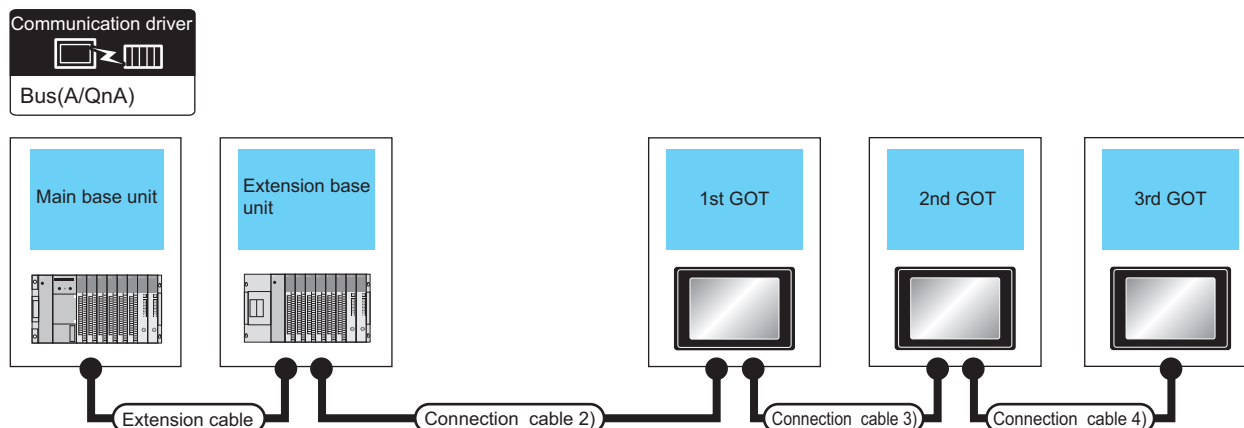 Communication driver
Bus(A/QnA)
Main base unit
Extension base
unit
1st GOT
2nd GOT
3rd GOT
Extension cable
Connection cable 2)
Connection cable 3)
Connection cable 4)